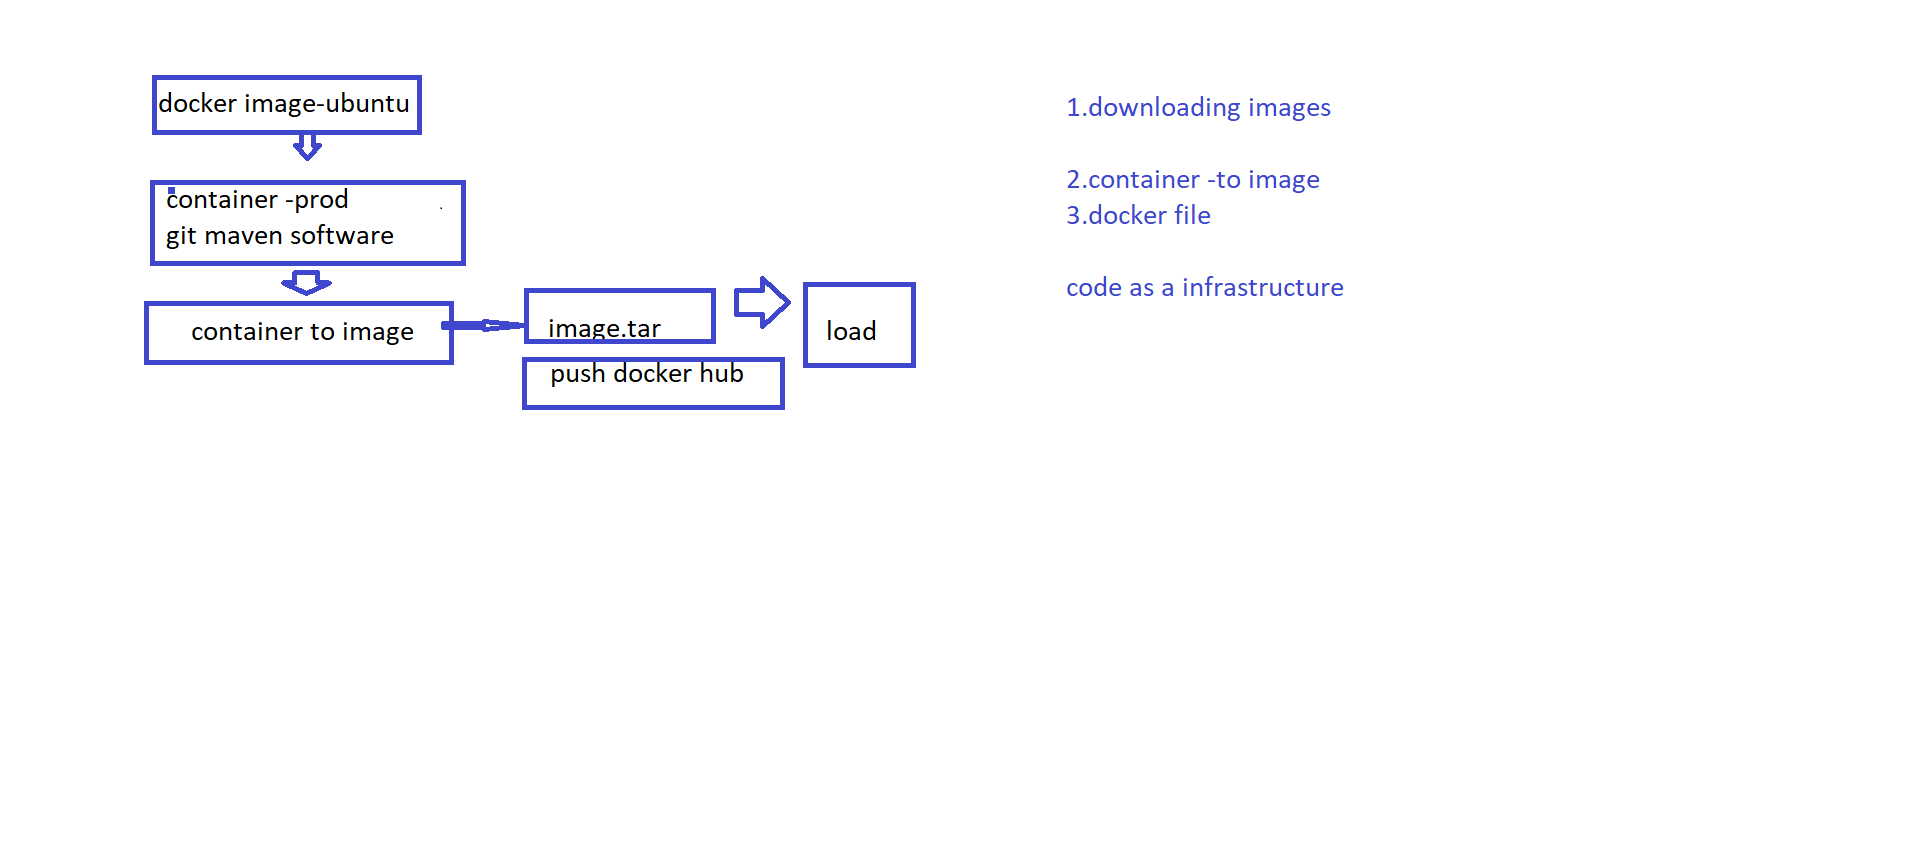 docker image-ubuntu
container -prod
git maven software
container to image
image.tar
push docker hub
load
1.downloading images
2.container -to image
3.docker file
code as a infrastructure